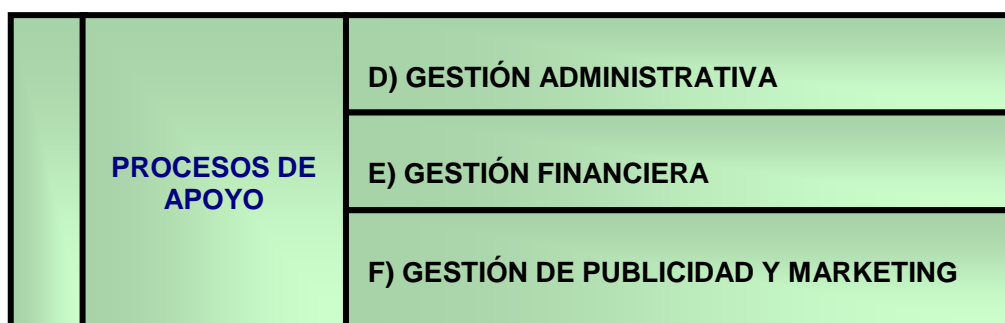 D) GESTIÓN ADMINISTRATIVA
PROCESOS DE
APOYO
E) GESTIÓN FINANCIERA
F) GESTIÓN DE PUBLICIDAD Y MARKETING